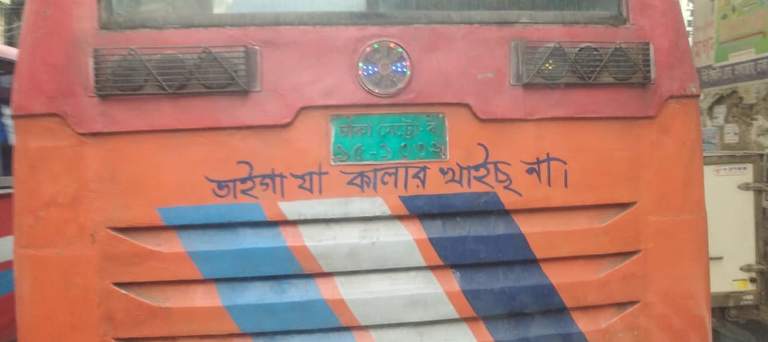 ঢাকা মেট্রো-ব
ভাইগা যা কালার খাইছ্ না।